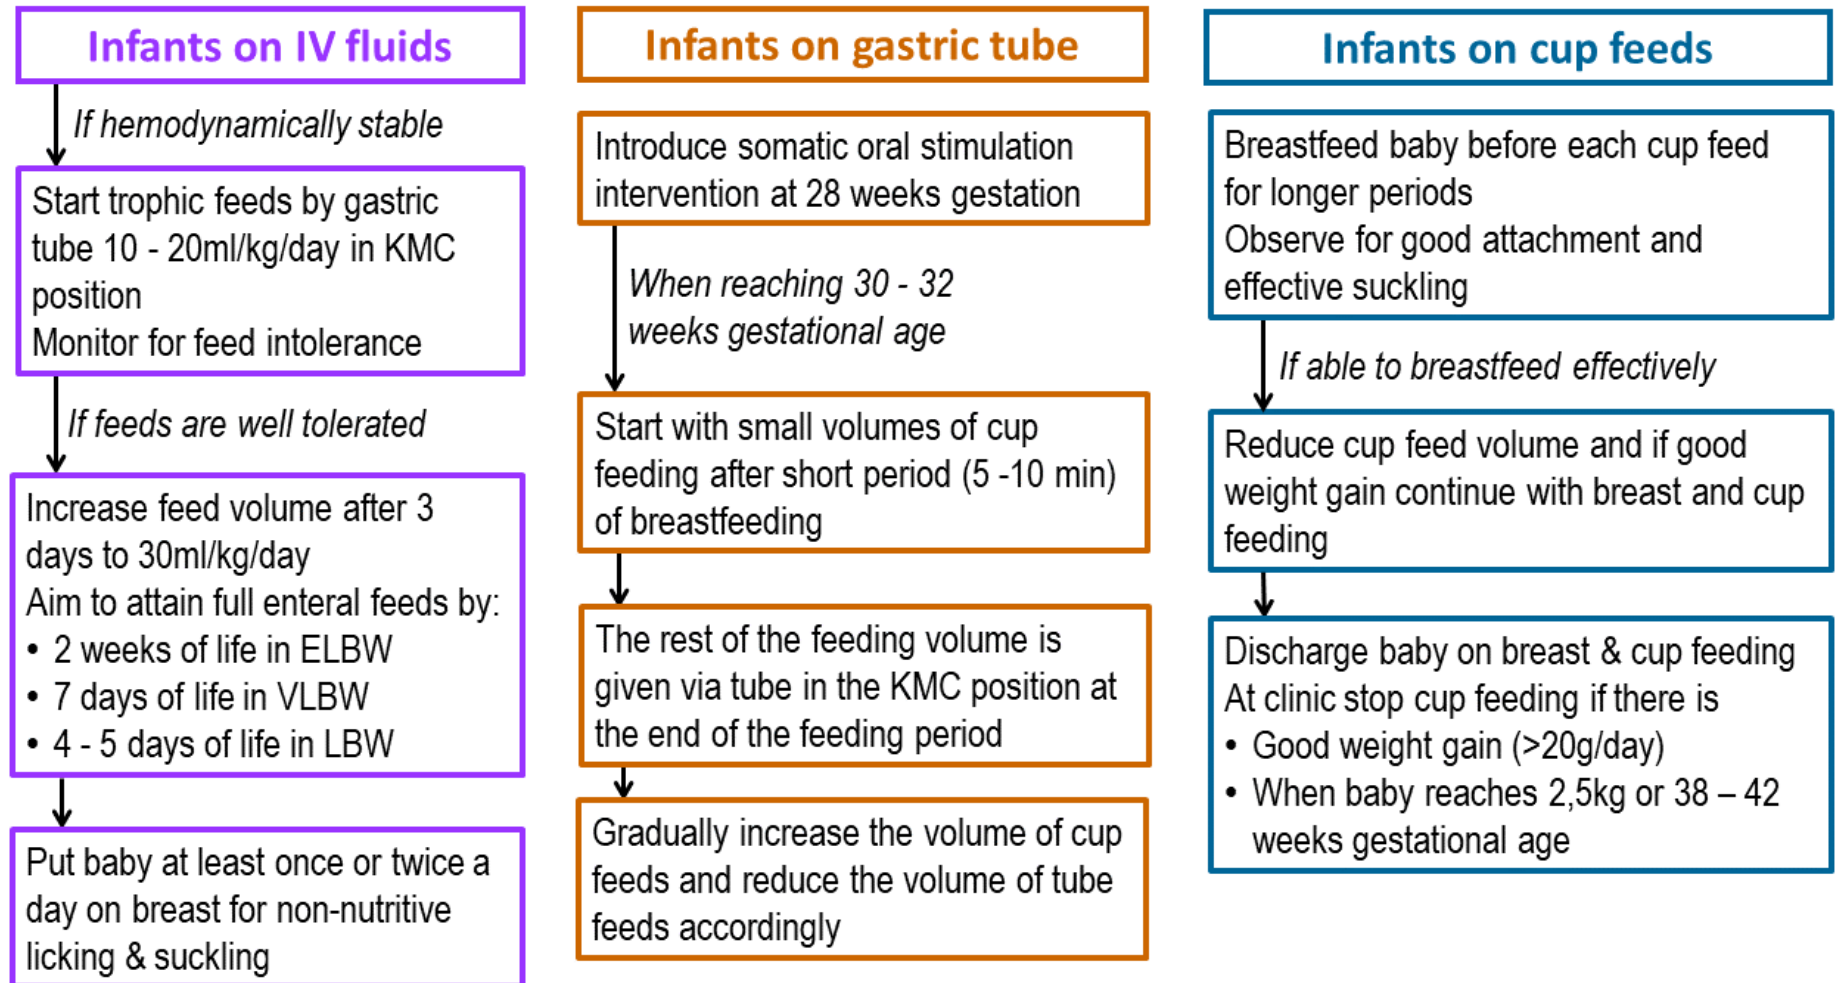 Infants on IV fluids
If hemodynamically stable
Start trophic feeds by gastric
tube 10 - 20ml/kg/day in KMC
position
Monitor for feed intolerance
If feeds are well tolerated
Increase feed volume after 3
days to 30ml/kg/day
Aim to attain full enteral feeds by:
• 2 weeks of life in ELBW
• 7 days of life in VLBW
• 4 - 5 days of life in LBW
Put baby at least once or twice a
day on breast for non-nutritive
licking & suckling
Infants on gastric tube
Introduce somatic oral stimulation
intervention at 28 weeks gestation
When reaching 30 - 32
weeks gestational age
Start with small volumes of cup
feeding after short period (5 -10 min)
of breastfeeding
The rest of the feeding volume is
given via tube in the KMC position at
the end of the feeding period
Gradually increase the volume of cup
feeds and reduce the volume of tube
feeds accordingly
Infants on cup feeds
Breastfeed baby before each cup feed
for longer periods
Observe for good attachment and
effective suckling
If able to breastfeed effectively
Reduce cup feed volume and if good
weight gain continue with breast and cup
feeding
Discharge baby on breast & cup feeding
At clinic stop cup feeding if there is
• Good weight gain (>20g/day)
• When baby reaches 2,5kg or 38 – 42
weeks gestational age